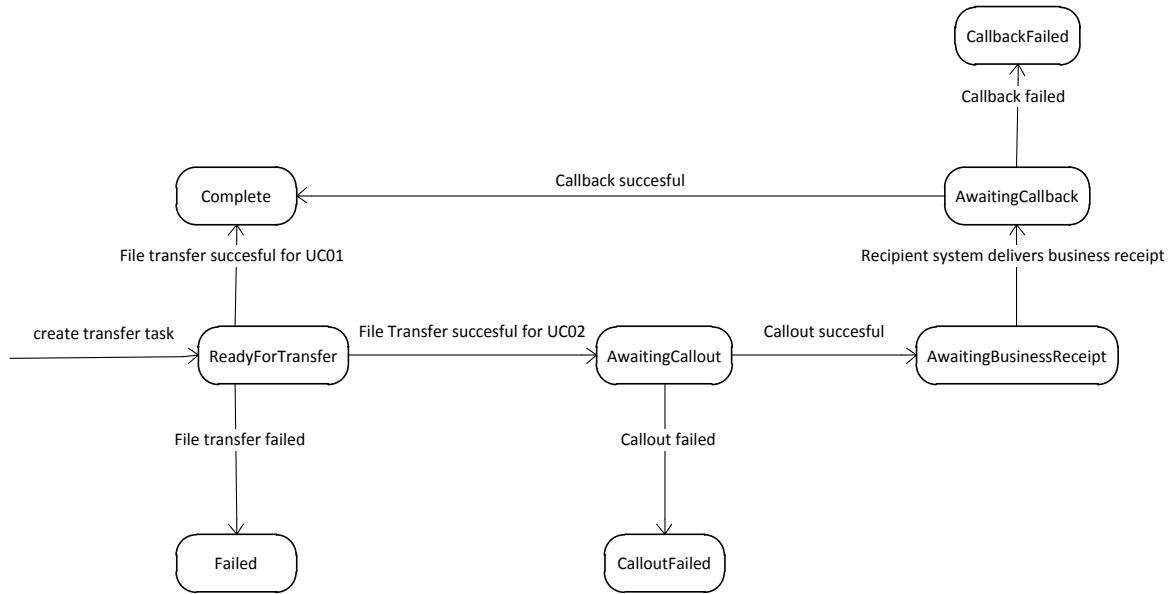 CallbackFailed
Callback failed
Callback succesful
Complete
AwaitingCallback
File transfer succesful for UC01
Recipient system delivers business receipt
create transfer task
File Transfer succesful for UC02
Callout succesful
ReadyForTransfer
AwaitingCallout
AwaitingBusinessReceipt
File transfer failed
Callout failed
Failed
CalloutFailed